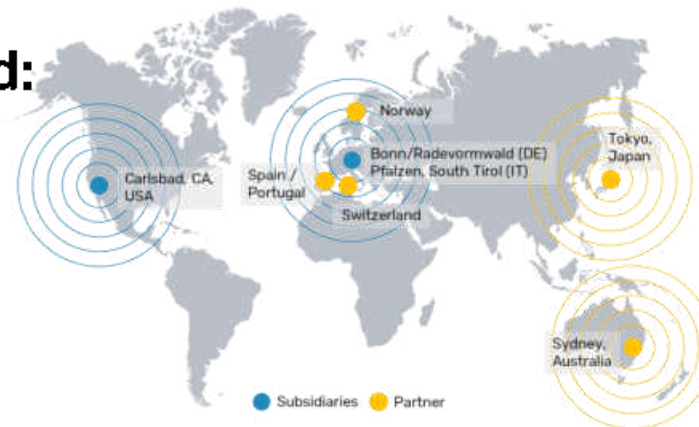 d:
Norway
Bonn/Radevormwald (DE)
Pfalzen, South Tirol (IT)
Tokyo,
Japan
Carlsbad, CA,
USA
Spain /
Portugal
Switzerland
Sydney,
Australia
Subsidiaries
Partner